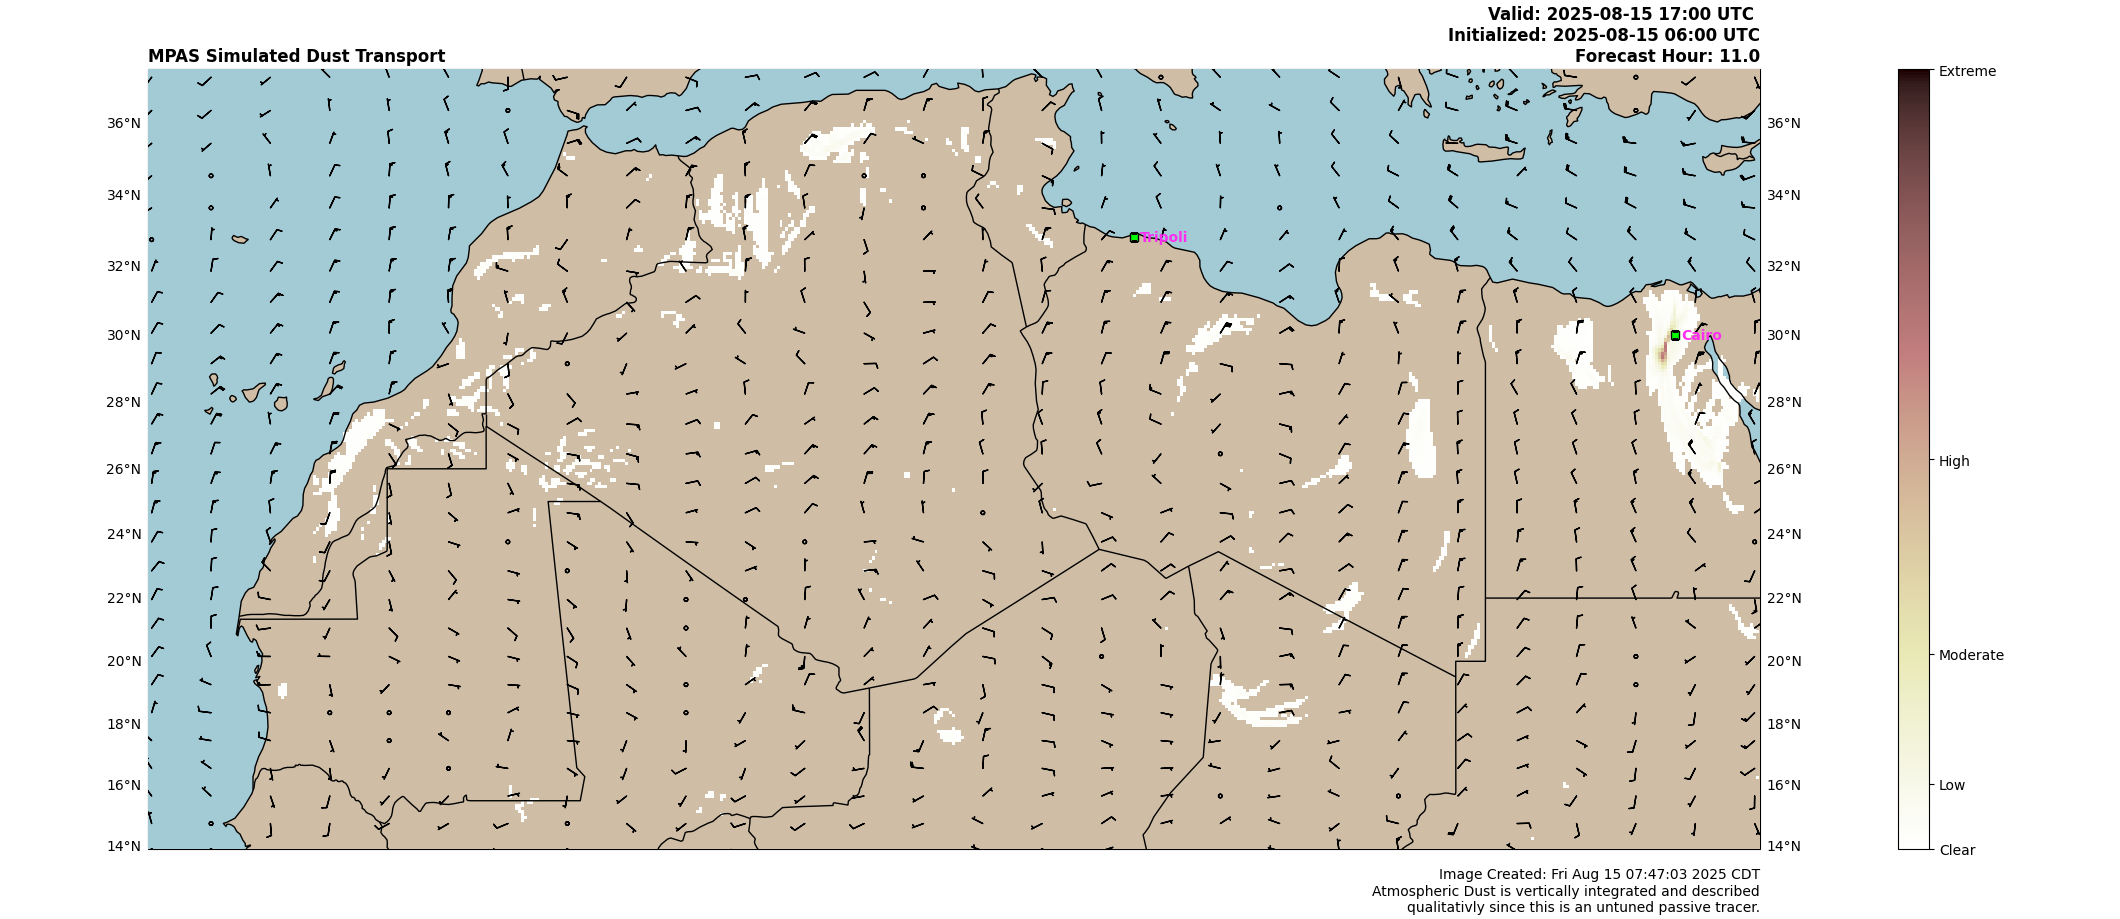 Valid: 2025-08-15 17:00 UTC
Initialized: 2025-08-15 06:00 UTC
MPAS Simulated Dust Transport
Forecast Hour: 11.0
Extreme
36°N
36°N
34°N
34°N
Tripoli
32°N
32°N
30°N
Cairo
30°N
28°N
28°N
26°N
26°N
High
24°N
24°N
22°N
22°N
20°N
20°N
Moderate
18°N
18°N
16°N
16°N
Low
14°N
14°N
Clear
Image Created: Fri Aug 15 07:47:03 2025 CDT
Atmospheric Dust is vertically integrated and described
qualitativly since this is an untuned passive tracer.